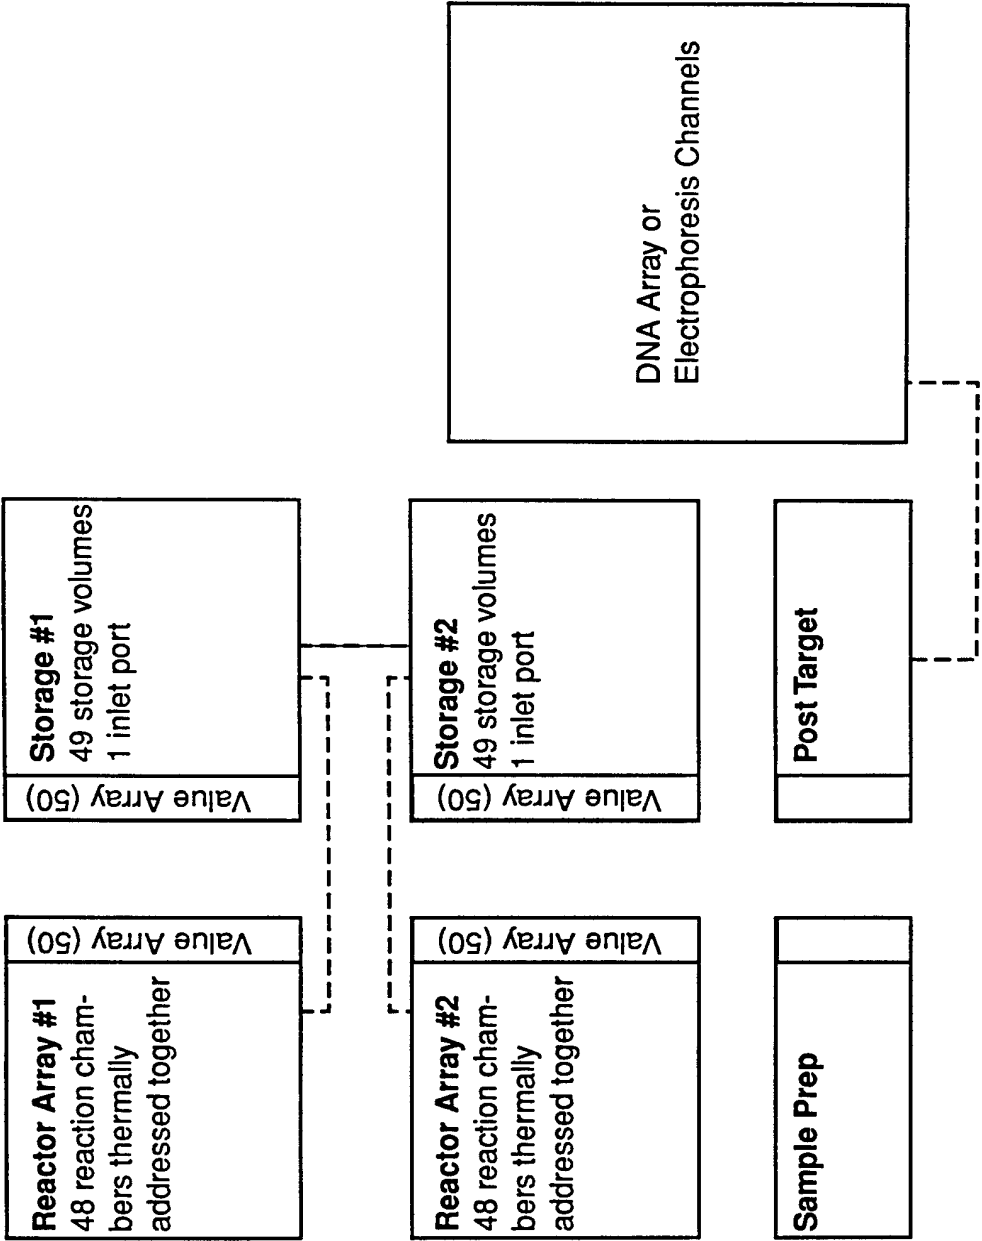 Reactor Array #1
48 reaction cham-
bers thermally
addressed together
Value Array (50)
Value Array (50)
Storage #1
49 storage volumes
1 inlet port
Reactor Array #2
48 reaction cham-
bers thermally
addressed together
Value Array (50)
Value Array (50)
Storage #2
49 storage volumes
1 inlet port
Sample Prep
Post Target
DNA Array or
Electrophoresis Channels